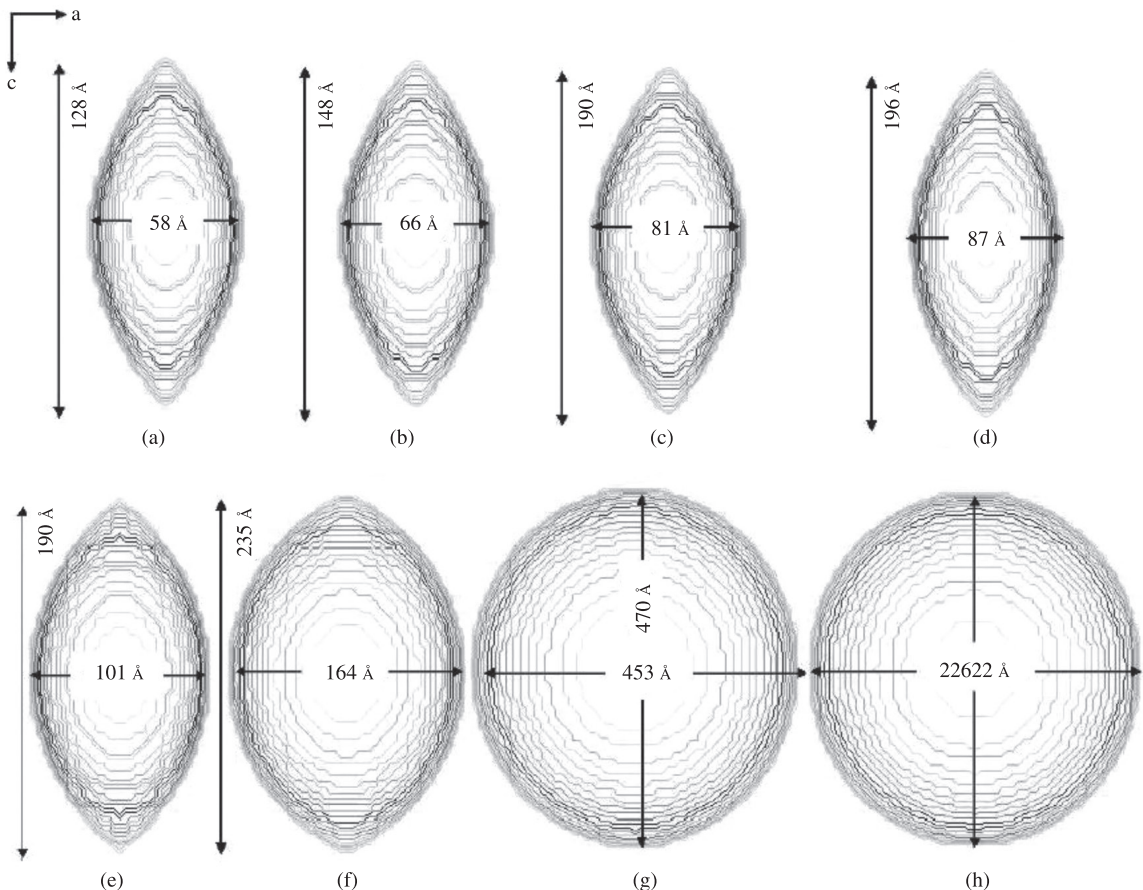 a
c
128 Å
58 Å
(a)
148 Å
66 Å
(b)
190 Å
81 Å
(c)
196 Å
87 Å
(d)
190 Å
101 Å
(e)
235 Å
164 Å
(f)
470 Å
453 Å
(g)
22622 Å
(h)